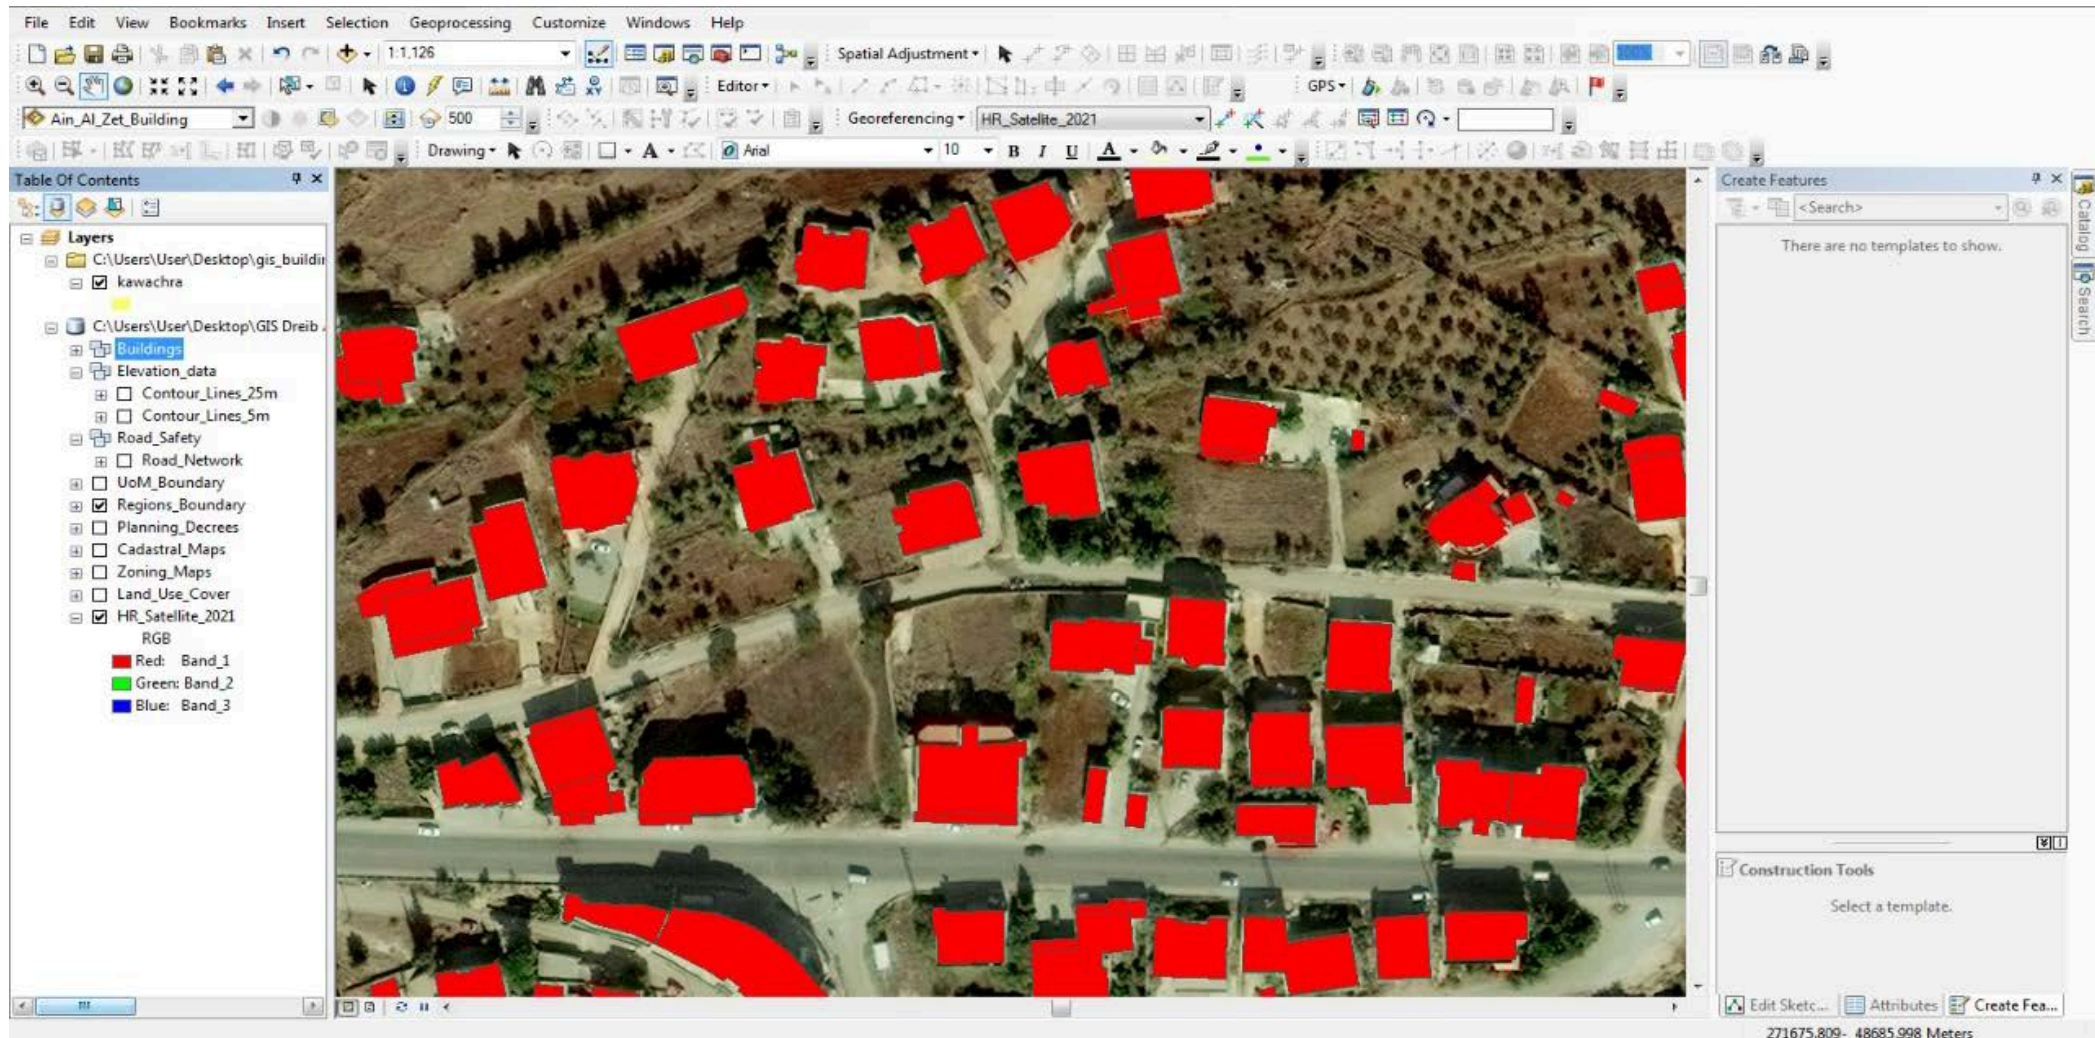 File Edit View Bookmarks Insert Selection Geoprocessing Customize Windows Help
1:1,126 Spatial Adjustment 100%
Editor GPS
Ain_Al_Zet_Building 500 Georeferencing HR_Satellite_2021
Drawing A Arial 10 B I U A
Table Of Contents
Layers
C:\Users\User\Desktop\gis_buildin
kawachra
C:\Users\User\Desktop\GIS Dreib
Buildings
Elevation_data
Contour_Lines_25m
Contour_Lines_5m
Road_Safety
Road_Network
UoM_Boundary
Regions_Boundary
Planning_Decrees
Cadastral_Maps
Zoning_Maps
Land_Use_Cover
HR_Satellite_2021
RGB
Red: Band_1
Green: Band_2
Blue: Band_3
Create Features
<Search>
There are no templates to show.
Catalog
Search
Construction Tools
Select a template.
Edit Sketc... Attributes Create Fea...
271675.809- 48685.998 Meters